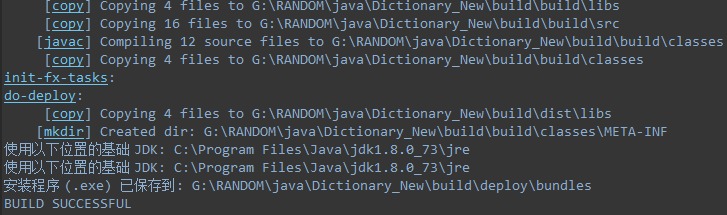 [copy] Copying 4 files to G:\RANDOM\java\Dictionary_New\build\build\libs
[copy] Copying 16 files to G:\RANDOM\java\Dictionary_New\build\build\src
[javac] Compiling 12 source files to G:\RANDOM\java\Dictionary_New\build\build\classes
[copy] Copying 6 files to G:\RANDOM\java\Dictionary_New\build\build\classes
init-fx-tasks:
do-deploy:
[copy] Copying 4 files to G:\RANDOM\java\Dictionary_New\build\dist\libs
[mkdir] Created dir: G:\RANDOM\java\Dictionary_New\build\build\classes\META-INF
使用以下位置的基础 JDK: C:\Program Files\Java\jdk1.8.0_73\jre
使用以下位置的基础 JDK: C:\Program Files\Java\jdk1.8.0_73\jre
安装程序 (.exe) 已保存到: G:\RANDOM\java\Dictionary_New\build\deploy\bundles
BUILD SUCCESSFUL